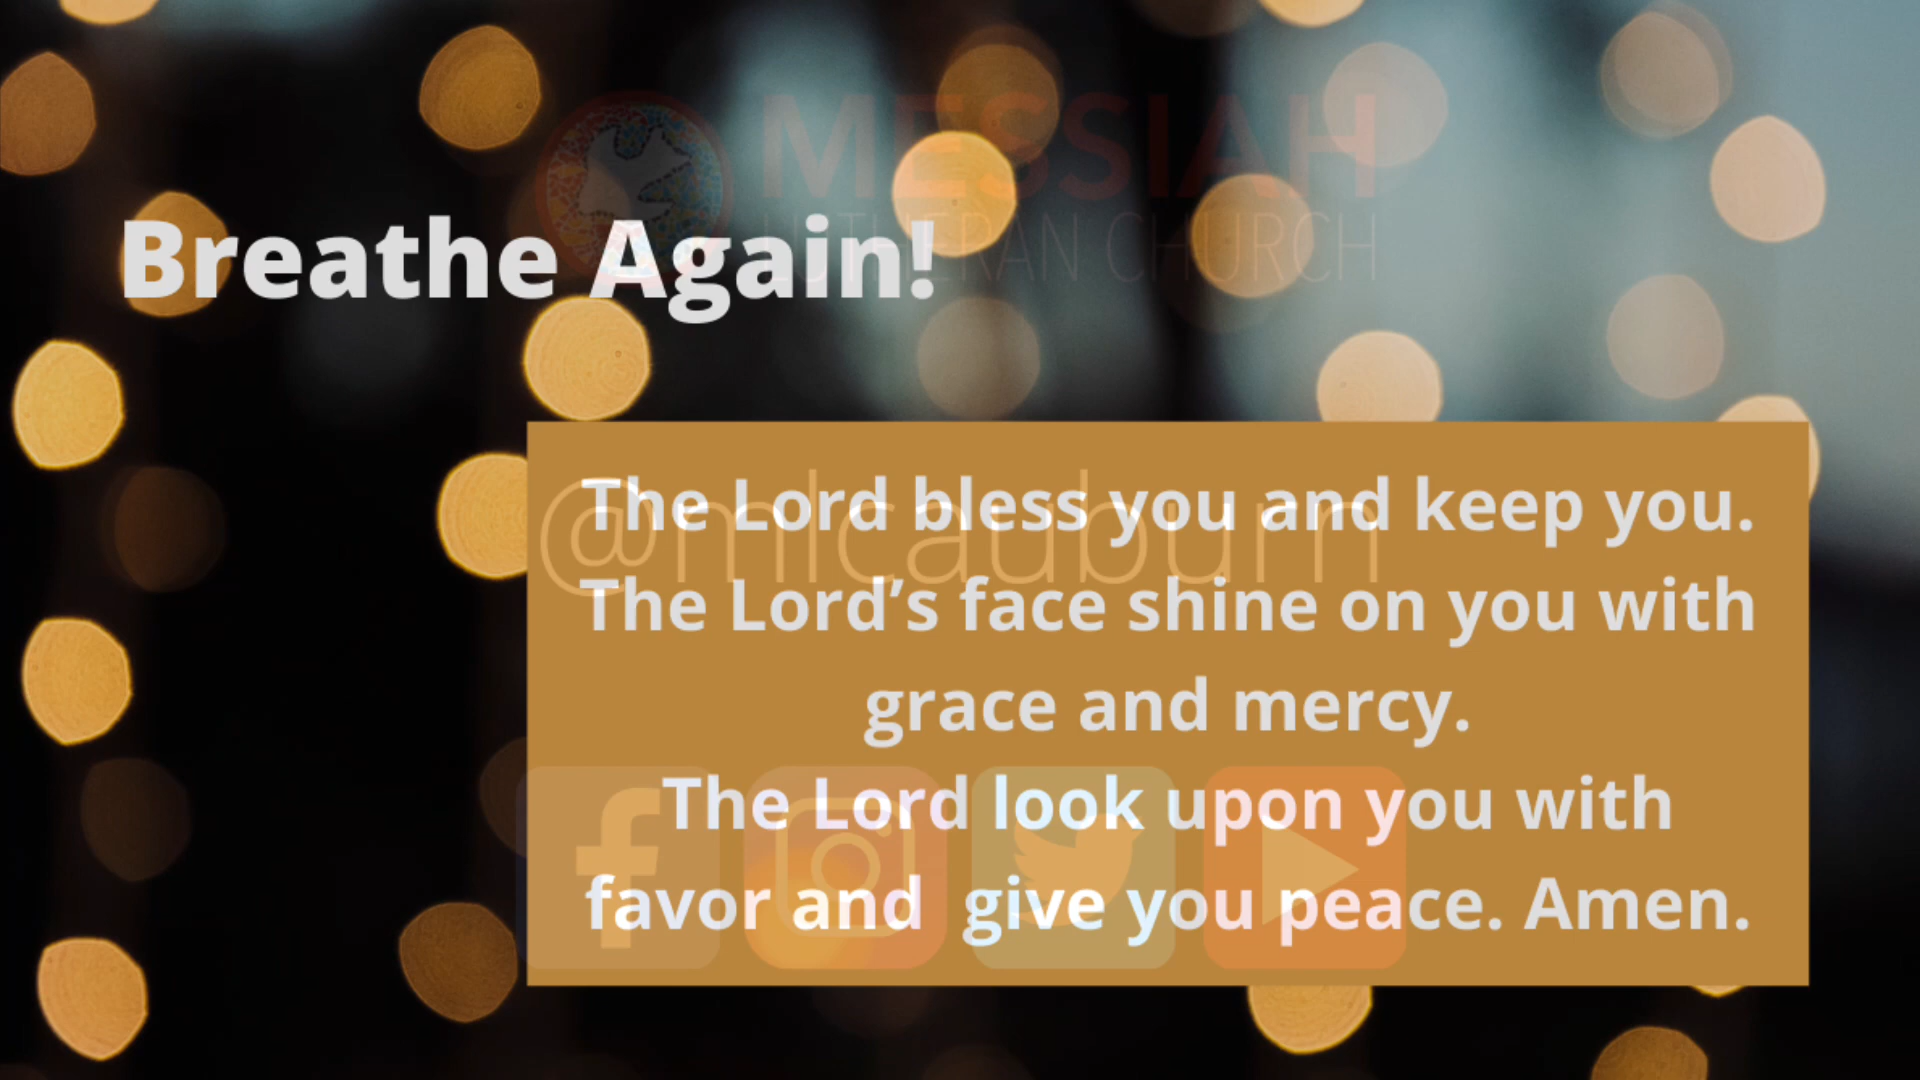 MESSIAH
LUTHERAN CHURCH
Breathe Again!
@mlcauburn
The Lord bless you and keep you.
The Lord’s face shine on you with
grace and mercy.
The Lord look upon you with
favor and  give you peace. Amen.